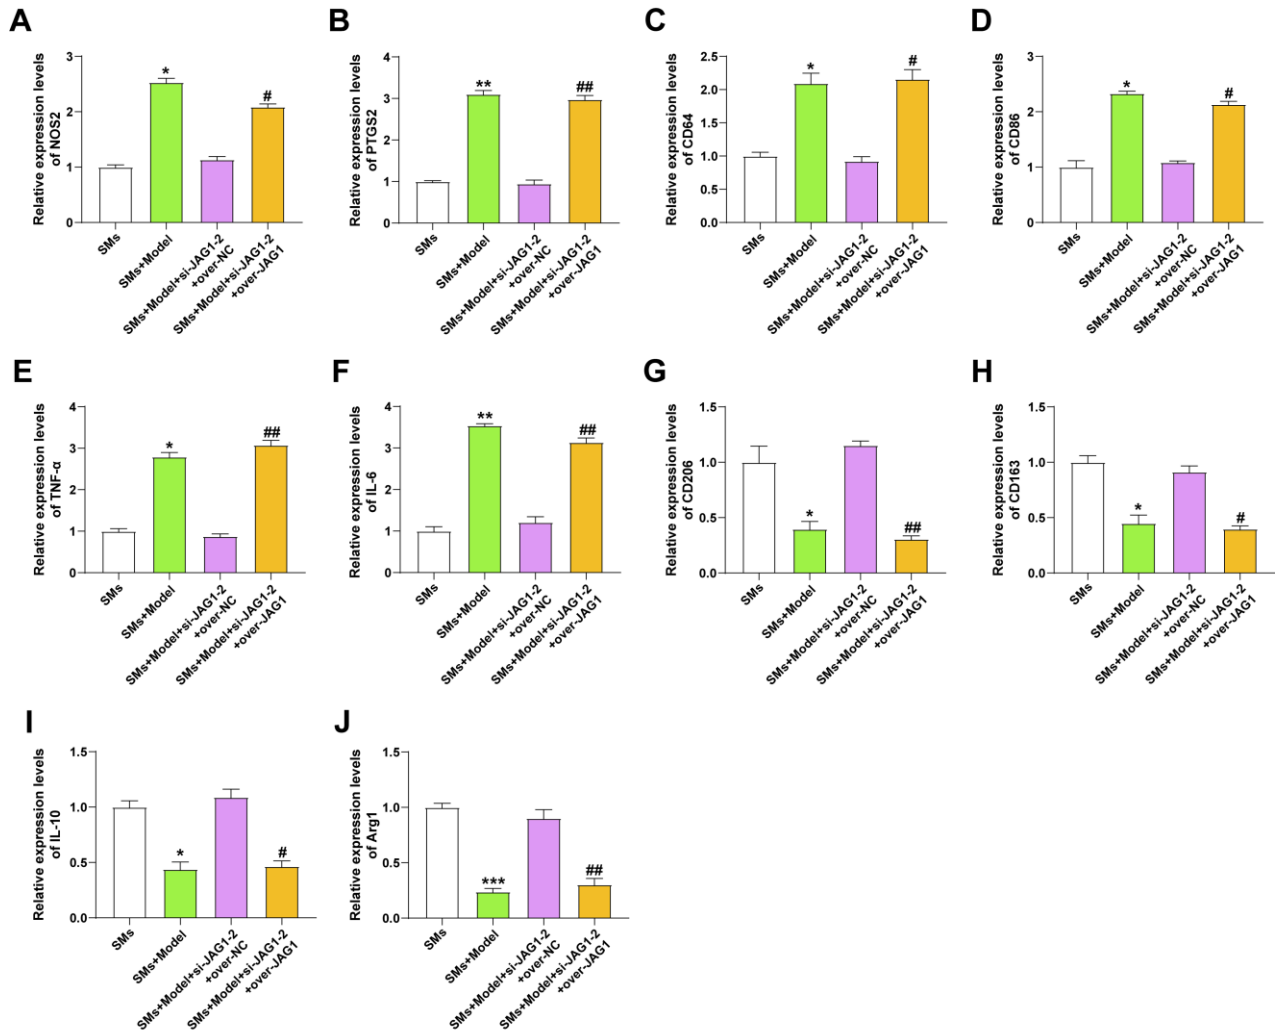 A
Relative expression levels
of NOS2
3
2
1
0
*
#
SMs
SMs+Model
SMs+Model+si-JAG1-2
+over-NC
SMs+Model+si-JAG1-2
+over-JAG1
B
Relative expression levels
of PTGS2
4
3
2
1
0
**
##
SMs
SMs+Model
SMs+Model+si-JAG1-2
+over-NC
SMs+Model+si-JAG1-2
+over-JAG1
C
Relative expression levels
of CD64
2.5
2.0
1.5
1.0
0.5
0.0
*
#
SMs
SMs+Model
SMs+Model+si-JAG1-2
+over-NC
SMs+Model+si-JAG1-2
+over-JAG1
D
Relative expression levels
of CD86
3
2
1
0
*
#
SMs
SMs+Model
SMs+Model+si-JAG1-2
+over-NC
SMs+Model+si-JAG1-2
+over-JAG1
E
Relative expression levels
of TNF-α
4
3
2
1
0
*
##
SMs
SMs+Model
SMs+Model+si-JAG1-2
+over-NC
SMs+Model+si-JAG1-2
+over-JAG1
F
Relative expression levels
of IL-6
4
3
2
1
0
**
##
SMs
SMs+Model
SMs+Model+si-JAG1-2
+over-NC
SMs+Model+si-JAG1-2
+over-JAG1
G
Relative expression levels
of CD206
1.5
1.0
0.5
0.0
*
##
SMs
SMs+Model
SMs+Model+si-JAG1-2
+over-NC
SMs+Model+si-JAG1-2
+over-JAG1
H
Relative expression levels
of CD163
1.5
1.0
0.5
0.0
*
#
SMs
SMs+Model
SMs+Model+si-JAG1-2
+over-NC
SMs+Model+si-JAG1-2
+over-JAG1
I
Relative expression levels
of IL-10
1.5
1.0
0.5
0.0
*
#
SMs
SMs+Model
SMs+Model+si-JAG1-2
+over-NC
SMs+Model+si-JAG1-2
+over-JAG1
J
Relative expression levels
of Arg1
1.5
1.0
0.5
0.0
***
##
SMs
SMs+Model
SMs+Model+si-JAG1-2
+over-NC
SMs+Model+si-JAG1-2
+over-JAG1